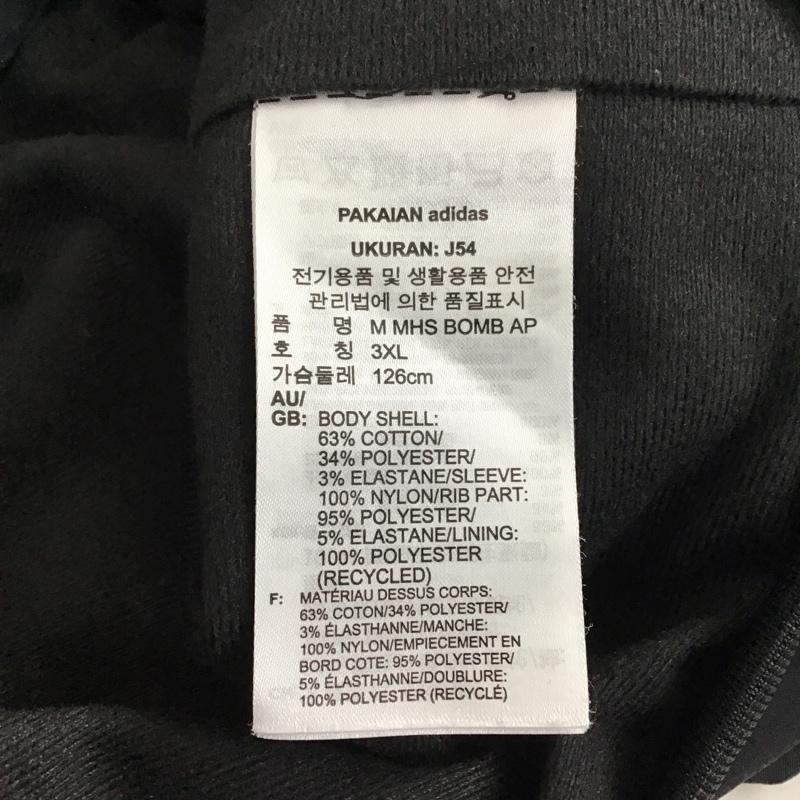 PAKAIAN adidas
UKURAN: J54
전기용품 및 생활용품 안전
관리법에 의한 품질표시
품 명 M MHS BOMB AP
호 칭 3XL
가슴둘레 126cm
AU/
GB: BODY SHELL:
63% COTTON/
34% POLYESTER/
3% ELASTANE/SLEEVE:
100% NYLON/RIB PART:
95% POLYESTER/
5% ELASTANE/LINING:
100% POLYESTER
(RECYCLED)
F: MATÉRIAU DESSUS CORPS:
63% COTON/34% POLYESTER/
3% ÉLASTHANNE/MANCHE:
100% NYLON/EMPIECEMENT EN
BORD COTE: 95% POLYESTER/
5% ÉLASTHANNE/DOUBLURE:
100% POLYESTER (RECYCLÉ)